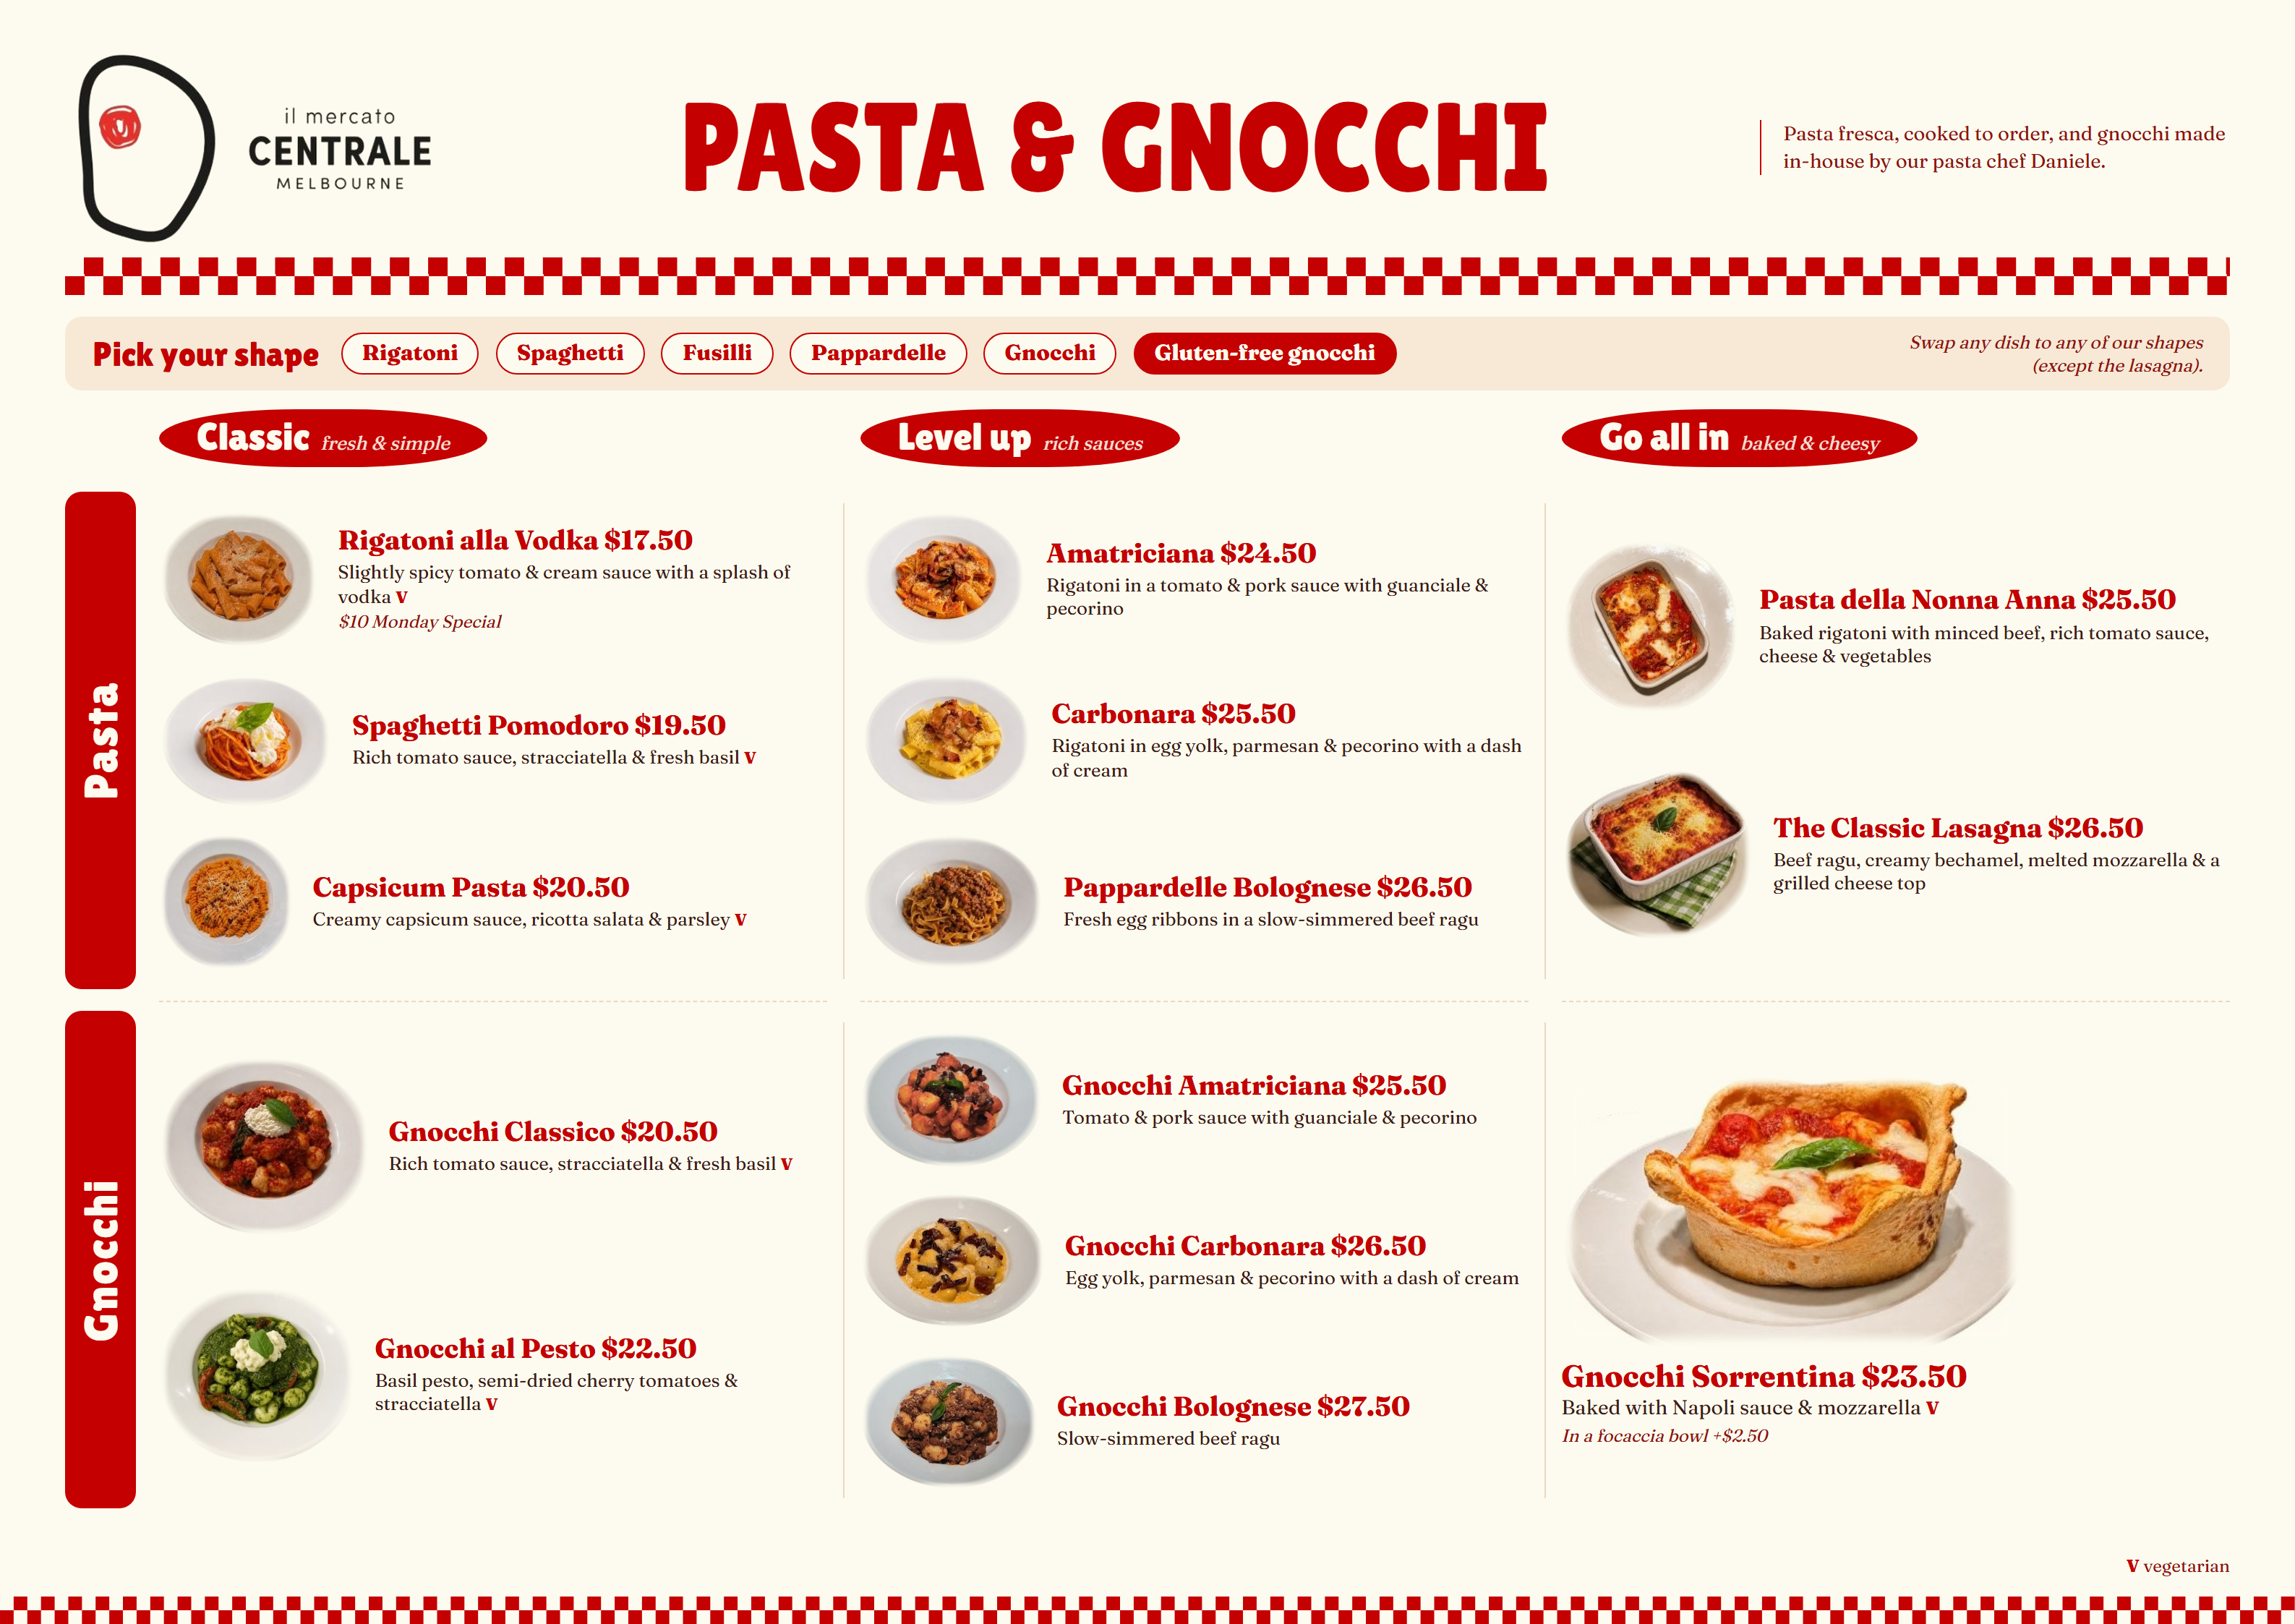 il mercato
CENTRALE
MELBOURNE
PASTA & GNOCCHI
Pasta fresca, cooked to order, and gnocchi made
in-house by our pasta chef Daniele.
Pick your shape
Rigatoni
Spaghetti
Fusilli
Pappardelle
Gnocchi
Gluten-free gnocchi
Swap any dish to any of our shapes
(except the lasagna).
Classic fresh & simple
Level up rich sauces
Go all in baked & cheesy
Pasta
Rigatoni alla Vodka $17.50
Slightly spicy tomato & cream sauce with a splash of
vodka V
$10 Monday Special
Spaghetti Pomodoro $19.50
Rich tomato sauce, stracciatella & fresh basil V
Capsicum Pasta $20.50
Creamy capsicum sauce, ricotta salata & parsley V
Amatriciana $24.50
Rigatoni in a tomato & pork sauce with guanciale &
pecorino
Carbonara $25.50
Rigatoni in egg yolk, parmesan & pecorino with a dash
of cream
Pappardelle Bolognese $26.50
Fresh egg ribbons in a slow-simmered beef ragu
Pasta della Nonna Anna $25.50
Baked rigatoni with minced beef, rich tomato sauce,
cheese & vegetables
The Classic Lasagna $26.50
Beef ragu, creamy bechamel, melted mozzarella & a
grilled cheese top
Gnocchi
Gnocchi Classico $20.50
Rich tomato sauce, stracciatella & fresh basil V
Gnocchi al Pesto $22.50
Basil pesto, semi-dried cherry tomatoes &
stracciatella V
Gnocchi Amatriciana $25.50
Tomato & pork sauce with guanciale & pecorino
Gnocchi Carbonara $26.50
Egg yolk, parmesan & pecorino with a dash of cream
Gnocchi Bolognese $27.50
Slow-simmered beef ragu
Gnocchi Sorrentina $23.50
Baked with Napoli sauce & mozzarella V
In a focaccia bowl +$2.50
V vegetarian